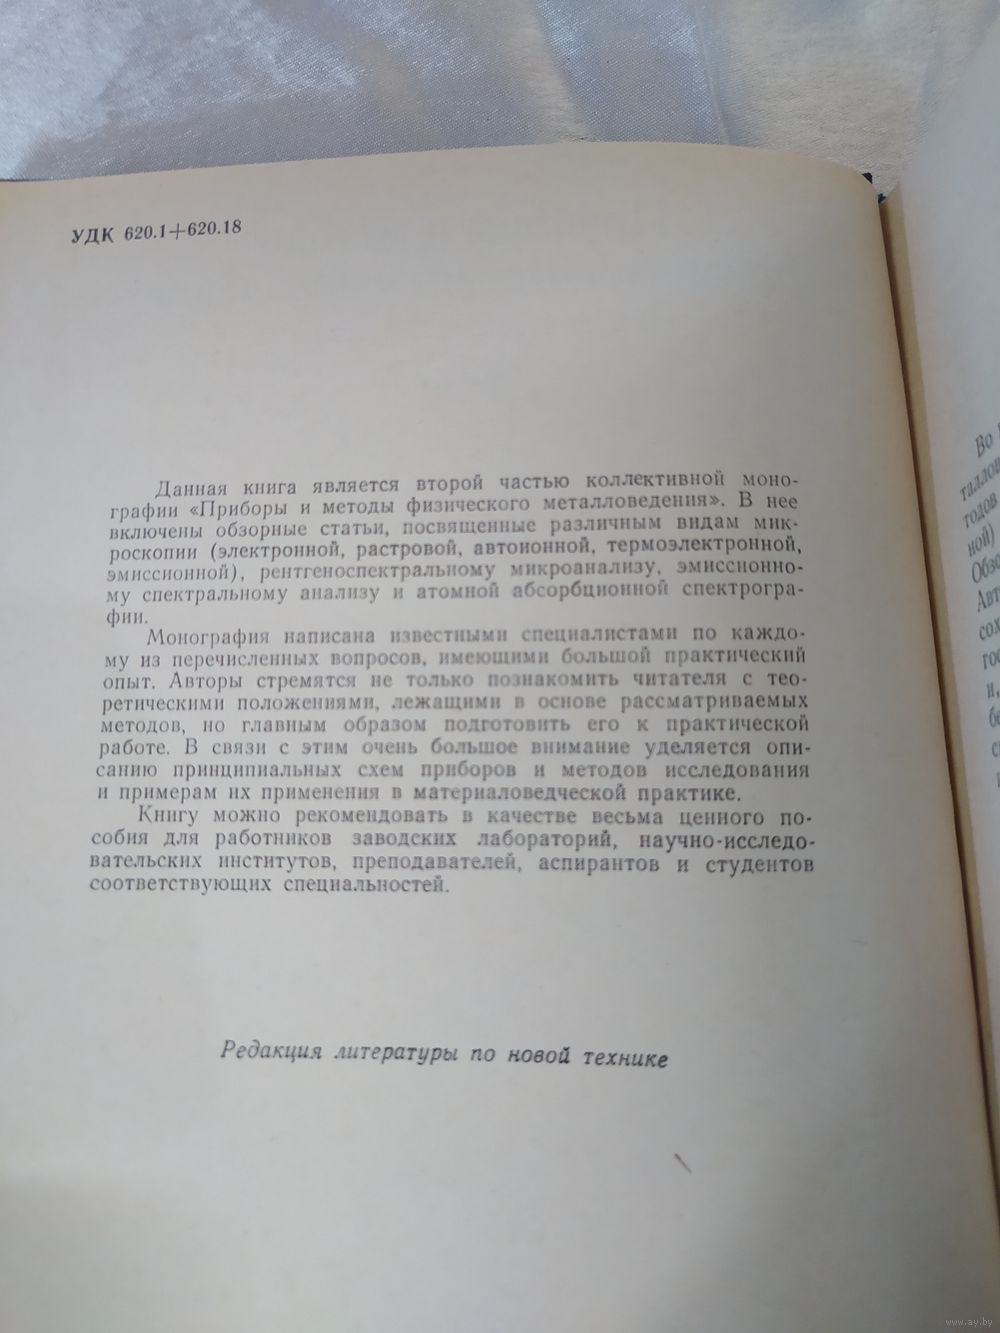 УДК 620.1+620.18
Данная книга является второй частью коллективной моно-
графии «Приборы и методы физического металловедения». В нее
включены обзорные статьи, посвященные различным видам мик-
роскопии (электронной, растровой, автоионной, термоэлектронной,
эмиссионной), рентгеноспектральному микроанализу, эмиссионно-
му спектральному анализу и атомной абсорбционной спектрогра-
фии.
Монография написана известными специалистами по каждо-
му из перечисленных вопросов, имеющими большой практический
опыт. Авторы стремятся не только познакомить читателя с тео-
ретическими положениями, лежащими в основе рассматриваемых
методов, но главным образом подготовить его к практической
работе. В связи с этим очень большое внимание уделяется опи-
санию принципиальных схем приборов и методов исследования
и примерам их применения в материаловедческой практике.
Книгу можно рекомендовать в качестве весьма ценного по-
собия для работников заводских лабораторий, научно-исследо-
вательских институтов, преподавателей, аспирантов и студентов
соответствующих специальностей.
Редакция литературы по новой технике
Во
www.ay.by